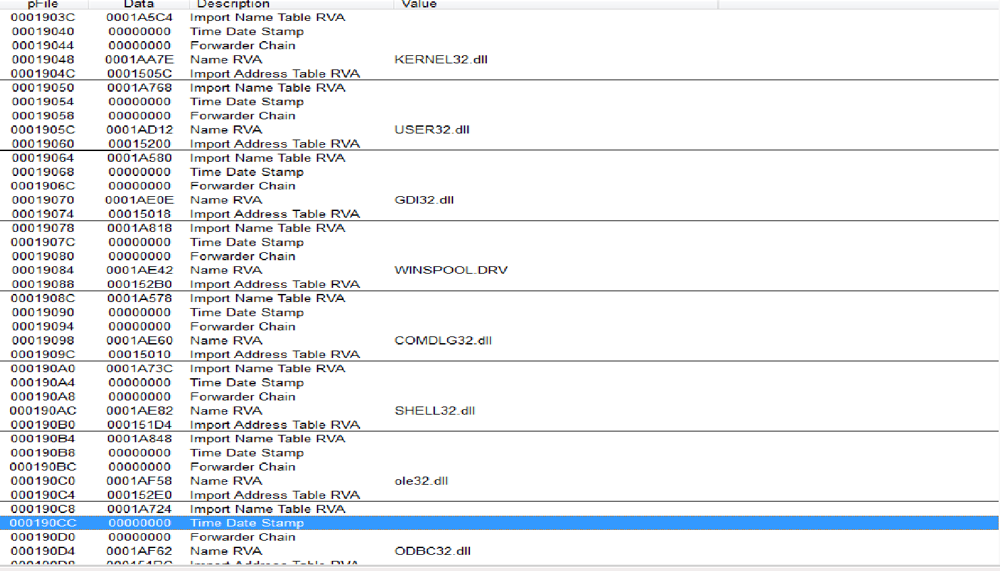 pFile Data Description Value
0001903C 0001A5C4 Import Name Table RVA
00019040 00000000 Time Date Stamp
00019044 00000000 Forwarder Chain
00019048 0001AA7E Name RVA KERNEL32.dll
0001904C 0001505C Import Address Table RVA
00019050 0001A768 Import Name Table RVA
00019054 00000000 Time Date Stamp
00019058 00000000 Forwarder Chain
0001905C 0001AD12 Name RVA USER32.dll
00019060 00015200 Import Address Table RVA
00019064 0001A580 Import Name Table RVA
00019068 00000000 Time Date Stamp
0001906C 00000000 Forwarder Chain
00019070 0001AE0E Name RVA GDI32.dll
00019074 00015018 Import Address Table RVA
00019078 0001A818 Import Name Table RVA
0001907C 00000000 Time Date Stamp
00019080 00000000 Forwarder Chain
00019084 0001AE42 Name RVA WINSPOOL.DRV
00019088 000152B0 Import Address Table RVA
0001908C 0001A578 Import Name Table RVA
00019090 00000000 Time Date Stamp
00019094 00000000 Forwarder Chain
00019098 0001AE60 Name RVA COMDLG32.dll
0001909C 00015010 Import Address Table RVA
000190A0 0001A73C Import Name Table RVA
000190A4 00000000 Time Date Stamp
000190A8 00000000 Forwarder Chain
000190AC 0001AE82 Name RVA SHELL32.dll
000190B0 000151D4 Import Address Table RVA
000190B4 0001A848 Import Name Table RVA
000190B8 00000000 Time Date Stamp
000190BC 00000000 Forwarder Chain
000190C0 0001AF58 Name RVA ole32.dll
000190C4 000152E0 Import Address Table RVA
000190C8 0001A724 Import Name Table RVA
000190CC 00000000 Time Date Stamp
000190D0 00000000 Forwarder Chain
000190D4 0001AF62 Name RVA ODBC32.dll
000190D8 000151BC Import Address Table RVA